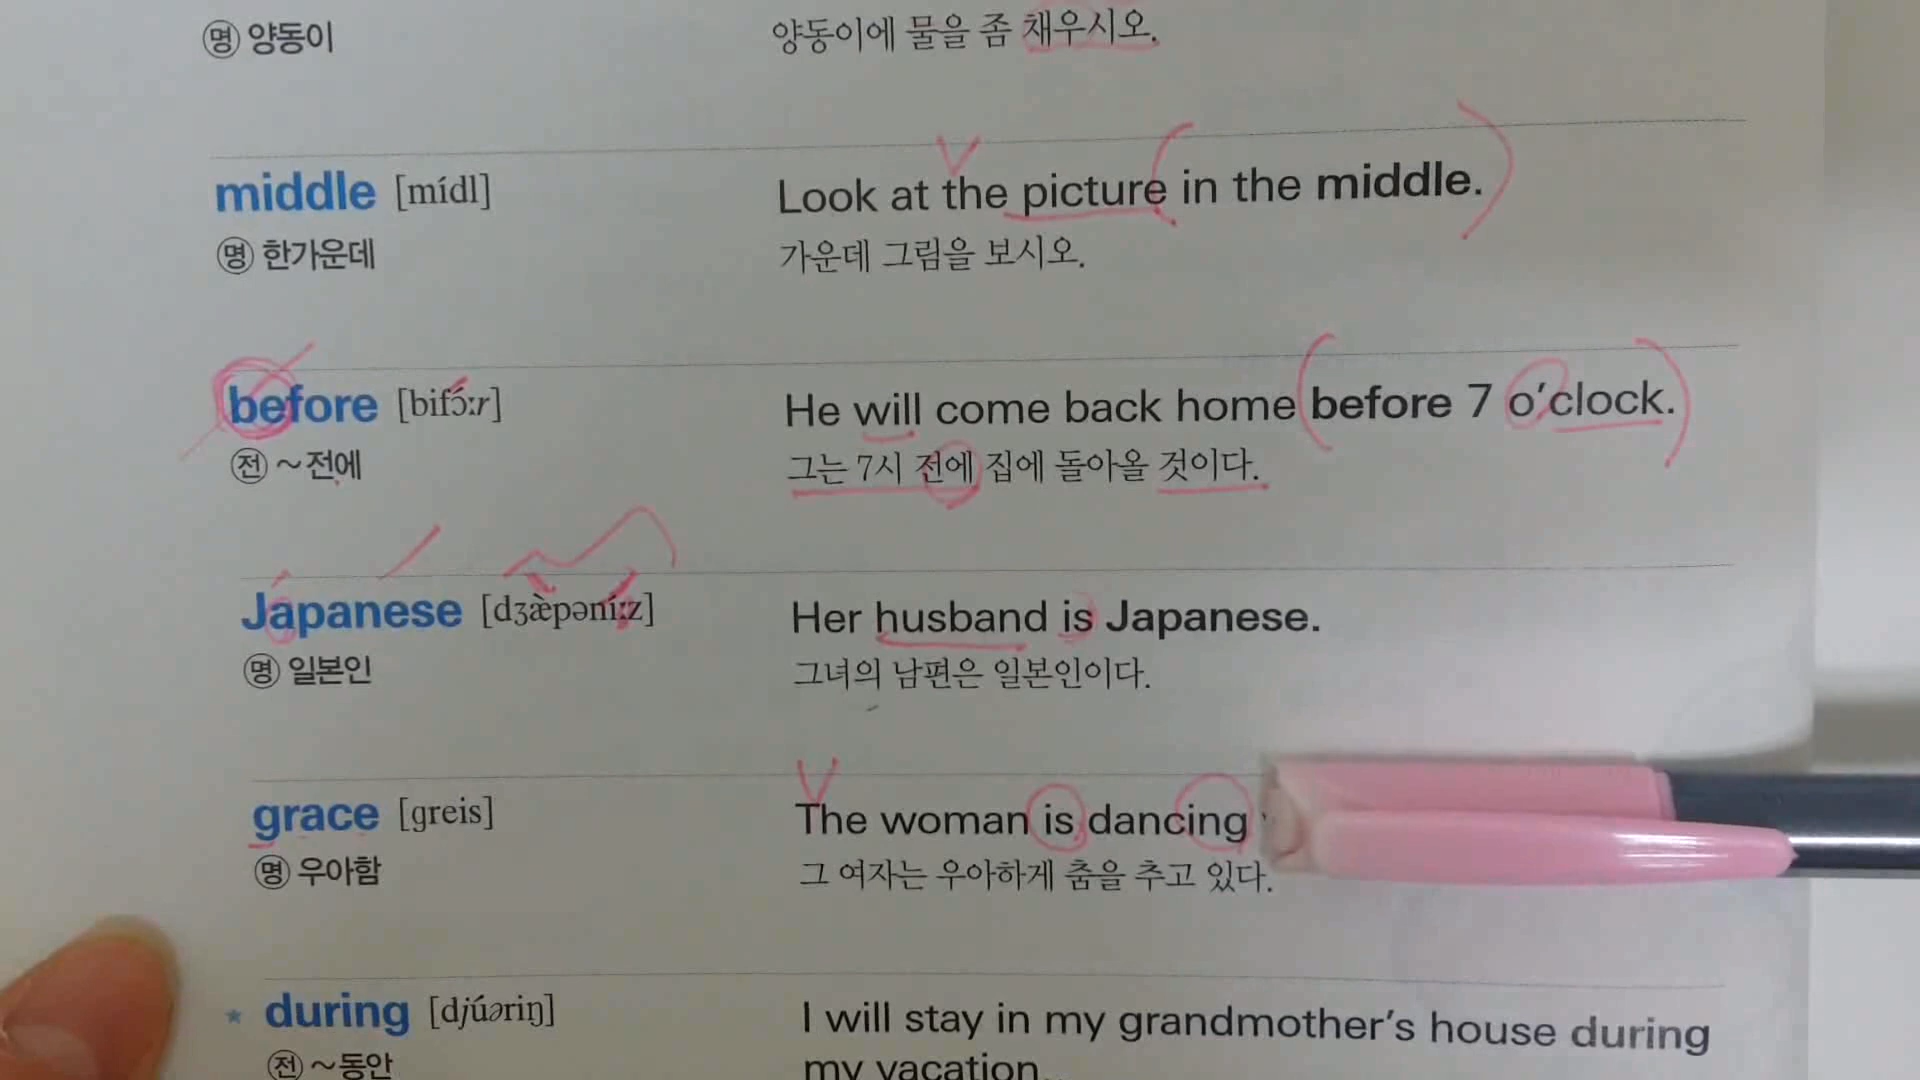 명 양동이
양동이에 물을 좀 채우시오.
middle [mídl]
Look at the picture in the middle.
명 한가운데
가운데 그림을 보시오.
before [bifɔ́ːr]
He will come back home before 7 o'clock.
전 ~전에
그는 7시 전에 집에 돌아올 것이다.
Japanese [dʒæ̀pəníːz]
Her husband is Japanese.
명 일본인
그녀의 남편은 일본인이다.
grace [greis]
The woman is dancing
명 우아함
그 여자는 우아하게 춤을 추고 있다.
★ during [djúəriŋ]
I will stay in my grandmother's house during
전 ~동안
my vacation.